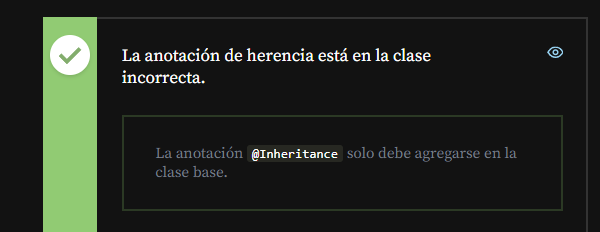 La anotación de herencia está en la clase
incorrecta.
La anotación @Inheritance solo debe agregarse en la
clase base.